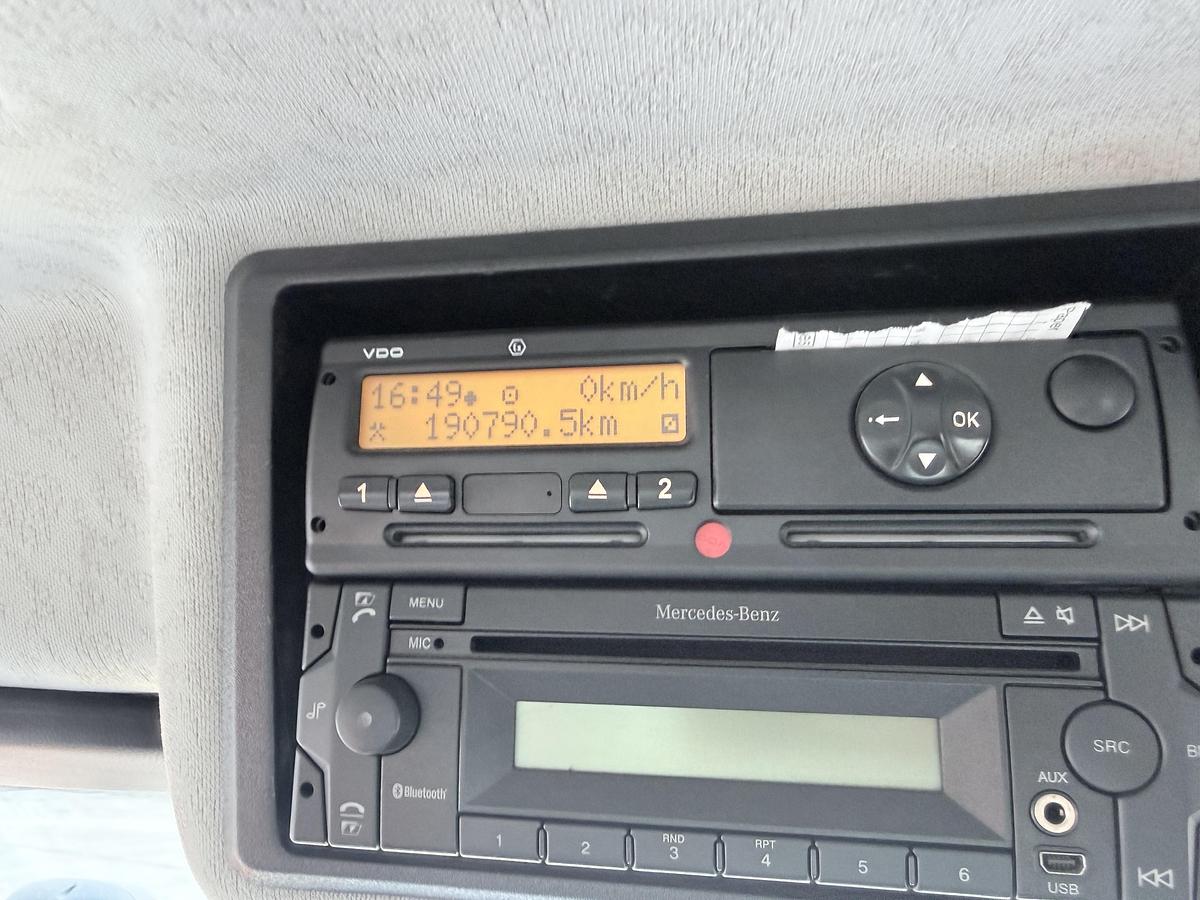 VDO
16:49 0km/h
190790.5km
OK
1
2
MENU
Mercedes-Benz
MIC
SRC
Bluetooth
AUX
1
2
RND
3
RPT
4
5
6
USB